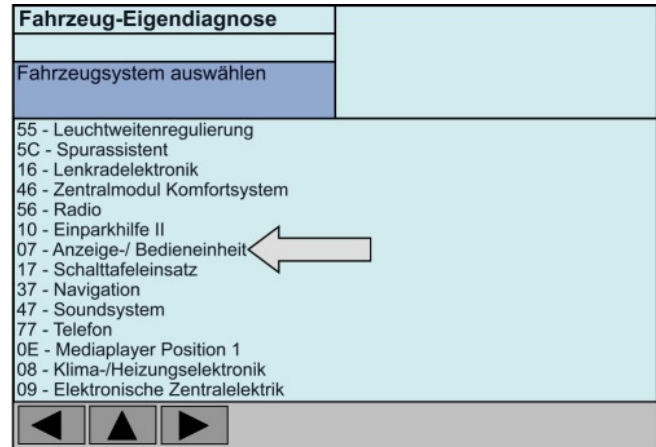 Fahrzeug-Eigendiagnose
Fahrzeugsystem auswählen
55 - Leuchtweitenregulierung
5C - Spurassistent
16 - Lenkradelektronik
46 - Zentralmodul Komfortsystem
56 - Radio
10 - Einparkhilfe II
07 - Anzeige-/ Bedieneinheit
17 - Schalttafeleinsatz
37 - Navigation
47 - Soundsystem
77 - Telefon
0E - Mediaplayer Position 1
08 - Klima-/Heizungselektronik
09 - Elektronische Zentralelektrik